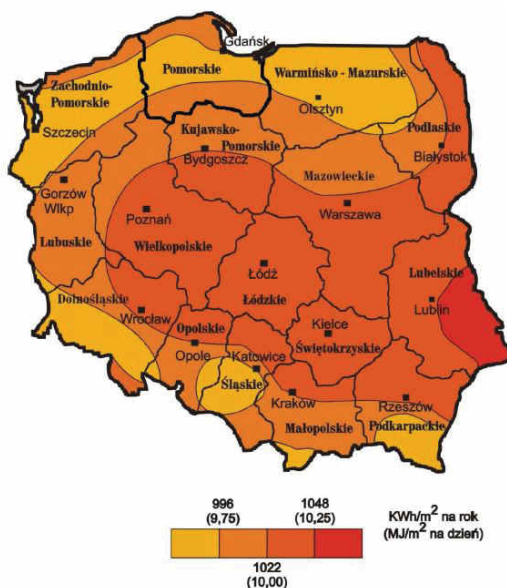 Gdańsk
Pomorskie
Warmińsko - Mazurskie
Zachodnio-
Pomorskie
Olsztyn
Szczecin
Kujawsko-
Pomorskie
Podlaskie
Bydgoszcz
Białystok
Mazowieckie
Gorzów
Wlkp
Poznań
Warszawa
Lubuskie
Wielkopolskie
Łódź
Lubelskie
Dolnośląskie
Łódzkie
Lublin
Wrocław
Opolskie
Kielce
Opole
Katowice
Świętokrzyskie
Śląskie
Kraków
Rzeszów
Małopolskie
Podkarpackie
996
(9,75)
1048
(10,25)
KWh/m² na rok
(MJ/m² na dzień)
1022
(10,00)